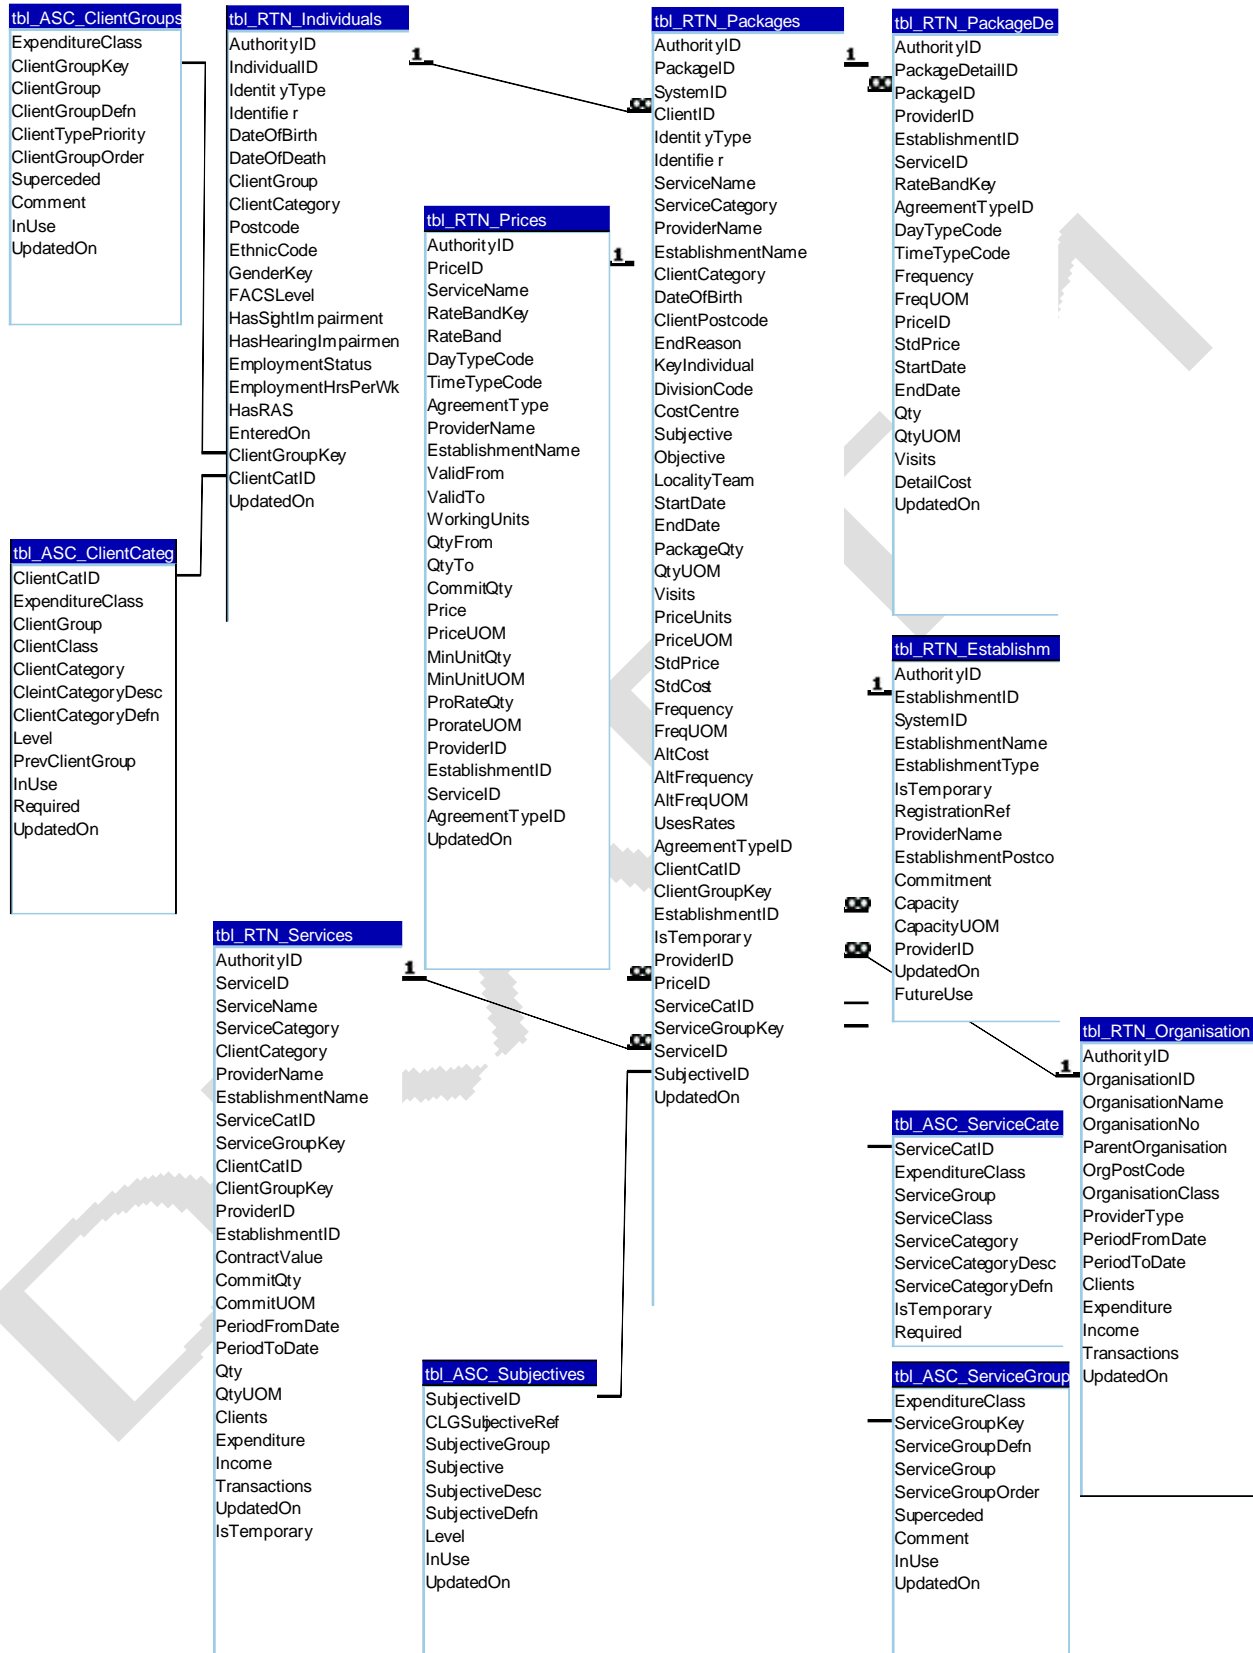 tbl_ASC_ClientGroups
ExpenditureClass
ClientGroupKey
ClientGroup
ClientGroupDefn
ClientTypePriority
ClientGroupOrder
Superceded
Comment
InUse
UpdatedOn
tbl_RTN_Individuals
AuthorityID
IndividualID
IdentityType
Identifier
DateOfBirth
DateOfDeath
ClientGroup
ClientCategory
Postcode
EthnicCode
GenderKey
FACSLevel
HasSightImpairment
HasHearingImpairmen
EmploymentStatus
EmploymentHrsPerWk
HasRAS
EnteredOn
ClientGroupKey
ClientCatID
UpdatedOn
1
∞
tbl_RTN_Packages
AuthorityID
PackageID
SystemID
ClientID
IdentityType
Identifier
ServiceName
ServiceCategory
ProviderName
EstablishmentName
ClientCategory
DateOfBirth
ClientPostcode
EndReason
KeyIndividual
DivisionCode
CostCentre
Subjective
Objective
LocalityTeam
StartDate
EndDate
PackageQty
QtyUOM
Visits
PriceUnits
PriceUOM
StdPrice
StdCost
Frequency
FreqUOM
AltCost
AltFrequency
AltFreqUOM
UsesRates
AgreementTypeID
ClientCatID
ClientGroupKey
EstablishmentID
IsTemporary
ProviderID
PriceID
ServiceCatID
ServiceGroupKey
ServiceID
SubjectiveID
UpdatedOn
1
∞
tbl_RTN_PackageDe
AuthorityID
PackageDetailID
PackageID
ProviderID
EstablishmentID
ServiceID
RateBandKey
AgreementTypeID
DayTypeCode
TimeTypeCode
Frequency
FreqUOM
PriceID
StdPrice
StartDate
EndDate
Qty
QtyUOM
Visits
DetailCost
UpdatedOn
tbl_RTN_Prices
AuthorityID
PriceID
ServiceName
RateBandKey
RateBand
DayTypeCode
TimeTypeCode
AgreementType
ProviderName
EstablishmentName
ValidFrom
ValidTo
WorkingUnits
QtyFrom
QtyTo
CommitQty
Price
PriceUOM
MinUnitQty
MinUnitUOM
ProRateQty
ProrateUOM
ProviderID
EstablishmentID
ServiceID
AgreementTypeID
UpdatedOn
1
∞
tbl_ASC_ClientCateg
ClientCatID
ExpenditureClass
ClientGroup
ClientClass
ClientCategory
CleintCategoryDesc
ClientCategoryDefn
Level
PrevClientGroup
InUse
Required
UpdatedOn
tbl_RTN_Establishm
AuthorityID
EstablishmentID
SystemID
EstablishmentName
EstablishmentType
IsTemporary
RegistrationRef
ProviderName
EstablishmentPostco
Commitment
Capacity
CapacityUOM
ProviderID
UpdatedOn
FutureUse
1
∞
∞
tbl_RTN_Services
AuthorityID
ServiceID
ServiceName
ServiceCategory
ClientCategory
ProviderName
EstablishmentName
ServiceCatID
ServiceGroupKey
ClientCatID
ClientGroupKey
ProviderID
EstablishmentID
ContractValue
CommitQty
CommitUOM
PeriodFromDate
PeriodToDate
Qty
QtyUOM
Clients
Expenditure
Income
Transactions
UpdatedOn
IsTemporary
1
∞
tbl_RTN_Organisation
AuthorityID
OrganisationID
OrganisationName
OrganisationNo
ParentOrganisation
OrgPostCode
OrganisationClass
ProviderType
PeriodFromDate
PeriodToDate
Clients
Expenditure
Income
Transactions
UpdatedOn
1
tbl_ASC_ServiceCate
ServiceCatID
ExpenditureClass
ServiceGroup
ServiceClass
ServiceCategory
ServiceCategoryDesc
ServiceCategoryDefn
IsTemporary
Required
tbl_ASC_Subjectives
SubjectiveID
CLGSubjectiveRef
SubjectiveGroup
Subjective
SubjectiveDesc
SubjectiveDefn
Level
InUse
UpdatedOn
tbl_ASC_ServiceGroup
ExpenditureClass
ServiceGroupKey
ServiceGroupDefn
ServiceGroup
ServiceGroupOrder
Superceded
Comment
InUse
UpdatedOn